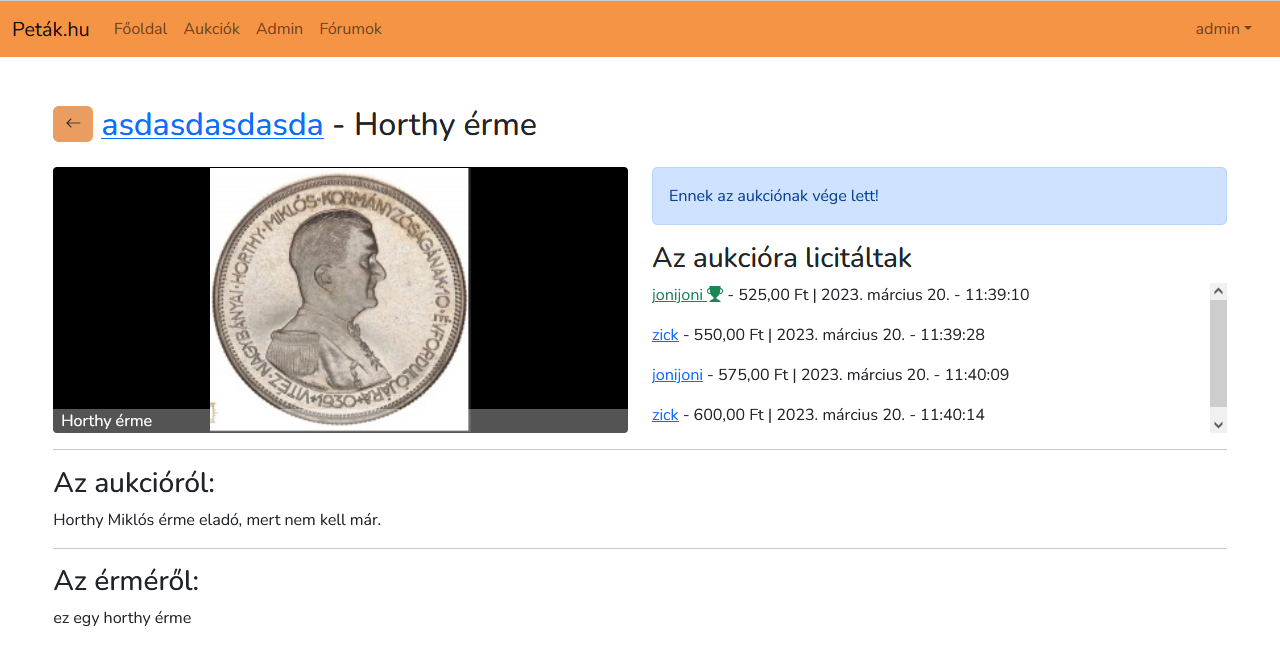 Peták.hu Főoldal Aukciók Admin Fórumok admin
← asdasdasdasda - Horthy érme
VITÉZ•NAGYBÁNYAI•HORTHY•MIKLÓS•KORMÁNYZÓSÁGÁNAK•10•ÉVFORDULÓJÁRA
•1930•
Horthy érme
Ennek az aukciónak vége lett!
Az aukcióra licitáltak
jonijoni - 525,00 Ft | 2023. március 20. - 11:39:10
zick - 550,00 Ft | 2023. március 20. - 11:39:28
jonijoni - 575,00 Ft | 2023. március 20. - 11:40:09
zick - 600,00 Ft | 2023. március 20. - 11:40:14
Az aukcióról:
Horthy Miklós érme eladó, mert nem kell már.
Az érméről:
ez egy horthy érme